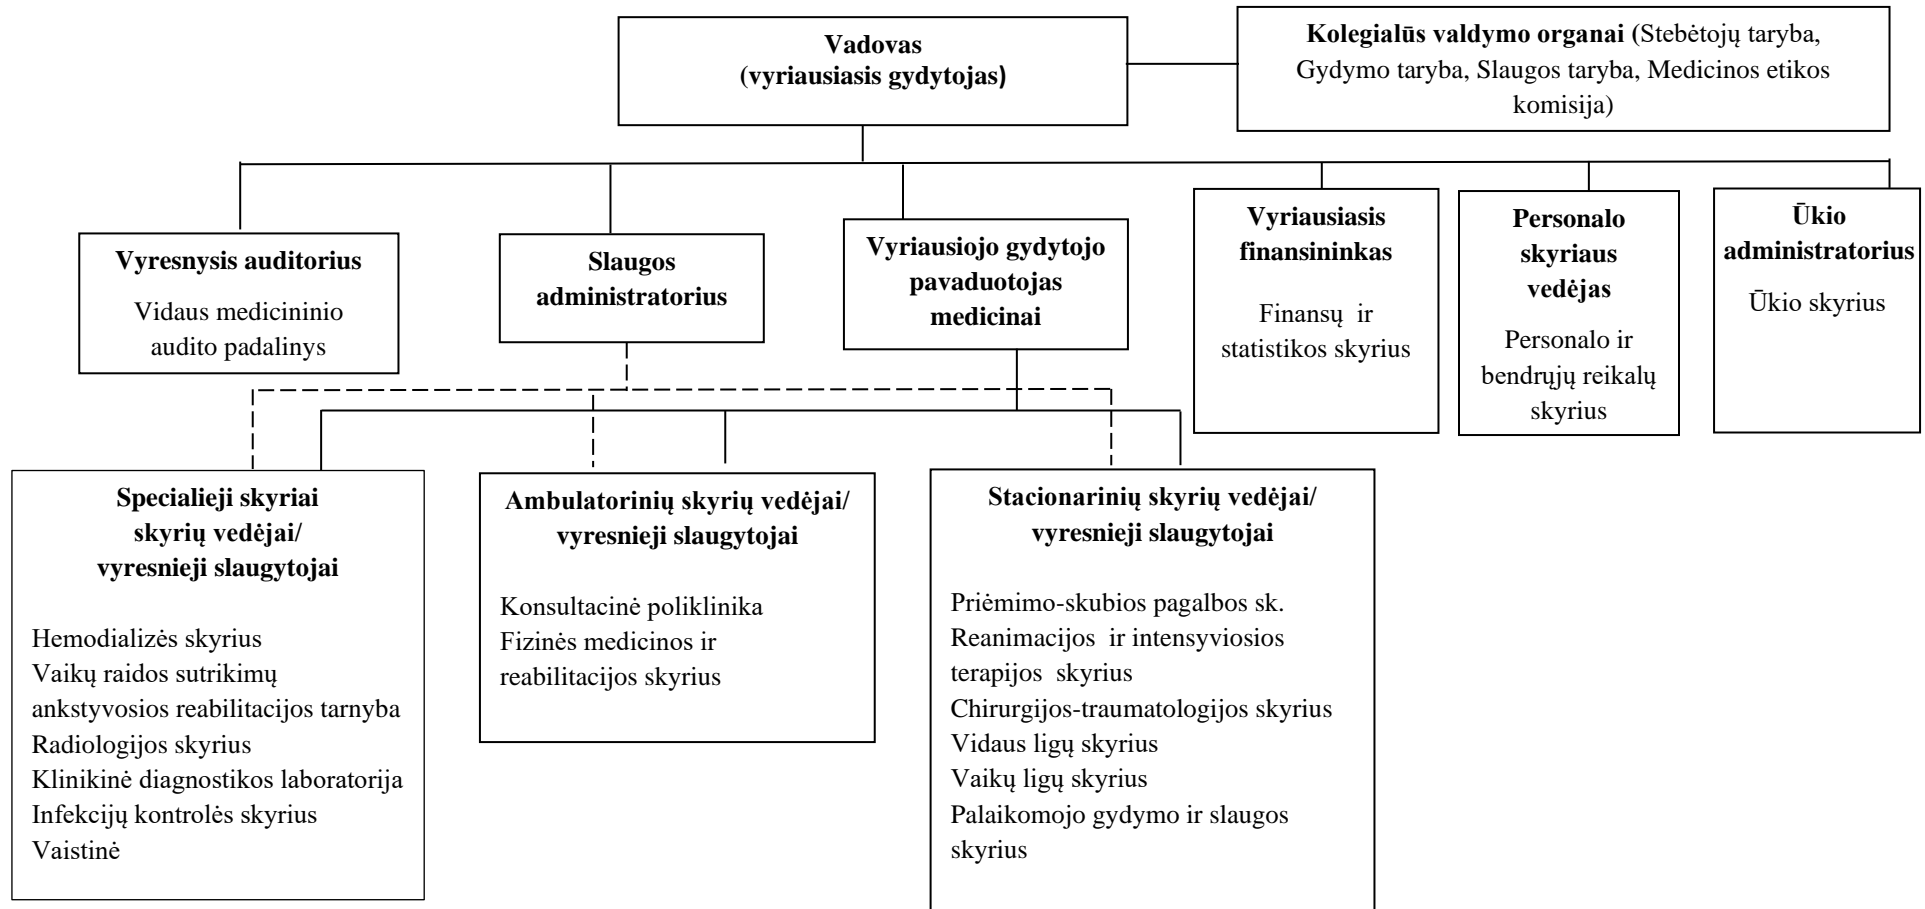 Vadovas
(vyriausiasis gydytojas)
Kolegialūs valdymo organai (Stebėtojų taryba,
Gydymo taryba, Slaugos taryba, Medicinos etikos
komisija)
Vyresnysis auditorius
Vidaus medicininio
audito padalinys
Slaugos
administratorius
Vyriausiojo gydytojo
pavaduotojas
medicinai
Vyriausiasis
finansininkas
Finansų ir
statistikos skyrius
Personalo
skyriaus
vedėjas
Personalo ir
bendrųjų reikalų
skyrius
Ūkio
administratorius
Ūkio skyrius
Specialieji skyriai
skyrių vedėjai/
vyresnieji slaugytojai
Hemodializės skyrius
Vaikų raidos sutrikimų
ankstyvosios reabilitacijos tarnyba
Radiologijos skyrius
Klinikinė diagnostikos laboratorija
Infekcijų kontrolės skyrius
Vaistinė
Ambulatorinių skyrių vedėjai/
vyresnieji slaugytojai
Konsultacinė poliklinika
Fizinės medicinos ir
reabilitacijos skyrius
Stacionarinių skyrių vedėjai/
vyresnieji slaugytojai
Priėmimo-skubios pagalbos sk.
Reanimacijos ir intensyviosios
terapijos skyrius
Chirurgijos-traumatologijos skyrius
Vidaus ligų skyrius
Vaikų ligų skyrius
Palaikomojo gydymo ir slaugos
skyrius